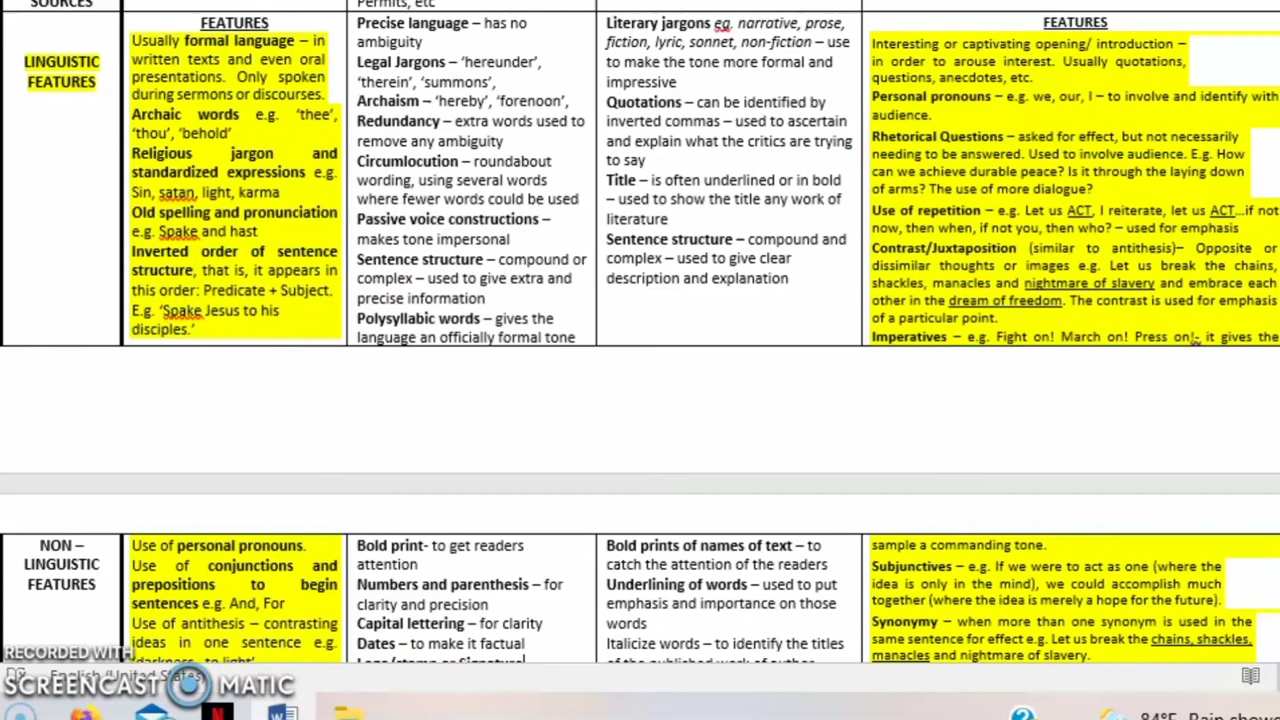 SOURCES
LINGUISTIC
FEATURES
FEATURES
Usually formal language – in
written texts and even oral
presentations. Only spoken
during sermons or discourses.
Archaic words e.g. ‘thee’,
‘thou’, ‘behold’
Religious jargon and
standardized expressions e.g.
Sin, satan, light, karma
Old spelling and pronunciation
e.g. Spake and hast
Inverted order of sentence
structure, that is, it appears in
this order: Predicate + Subject.
E.g. ‘Spake Jesus to his
disciples.’
Permits, etc
Precise language – has no
ambiguity
Legal Jargons – ‘hereunder’,
‘therein’, ‘summons’,
Archaism – ‘hereby’, ‘forenoon’,
Redundancy – extra words used to
remove any ambiguity
Circumlocution – roundabout
wording, using several words
where fewer words could be used
Passive voice constructions –
makes tone impersonal
Sentence structure – compound or
complex – used to give extra and
precise information
Polysyllabic words – gives the
language an officially formal tone
Literary jargons eg. narrative, prose,
fiction, lyric, sonnet, non-fiction – use
to make the tone more formal and
impressive
Quotations – can be identified by
inverted commas – used to ascertain
and explain what the critics are trying
to say
Title – is often underlined or in bold
– used to show the title any work of
literature
Sentence structure – compound and
complex – used to give clear
description and explanation
FEATURES
Interesting or captivating opening/ introduction –
in order to arouse interest. Usually quotations,
questions, anecdotes, etc.
Personal pronouns – e.g. we, our, I – to involve and identify with
audience.
Rhetorical Questions – asked for effect, but not necessarily
needing to be answered. Used to involve audience. E.g. How
can we achieve durable peace? Is it through the laying down
of arms? The use of more dialogue?
Use of repetition – e.g. Let us ACT, I reiterate, let us ACT...if not
now, then when, if not you, then who? – used for emphasis
Contrast/Juxtaposition (similar to antithesis)– Opposite or
dissimilar thoughts or images e.g. Let us break the chains,
shackles, manacles and nightmare of slavery and embrace each
other in the dream of freedom. The contrast is used for emphasis
of a particular point.
Imperatives – e.g. Fight on! March on! Press on!- it gives the
NON –
LINGUISTIC
FEATURES
Use of personal pronouns.
Use of conjunctions and
prepositions to begin
sentences e.g. And, For
Use of antithesis – contrasting
ideas in one sentence e.g.
‘darkness to light’
Bold print- to get readers
attention
Numbers and parenthesis – for
clarity and precision
Capital lettering – for clarity
Dates – to make it factual
Logo/stamp or Signature
Bold prints of names of text – to
catch the attention of the readers
Underlining of words – used to put
emphasis and importance on those
words
Italicize words – to identify the titles
of the published work of author
sample a commanding tone.
Subjunctives – e.g. If we were to act as one (where the
idea is only in the mind), we could accomplish much
together (where the idea is merely a hope for the future).
Synonymy – when more than one synonym is used in the
same sentence for effect e.g. Let us break the chains, shackles,
manacles and nightmare of slavery.
RECORDED WITH
English (United States)
SCREENCAST MATIC
84°F Rain show